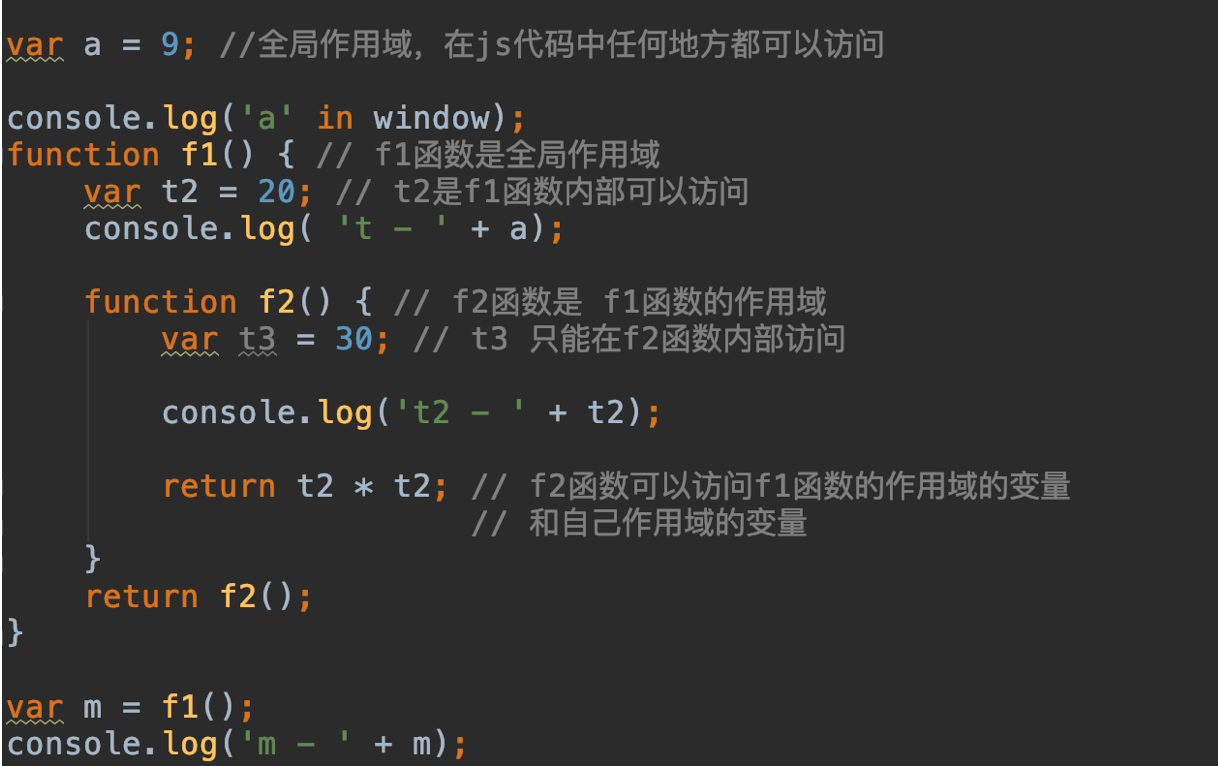 var a = 9; //全局作用域，在js代码中任何地方都可以访问
console.log('a' in window);
function f1() { // f1函数是全局作用域
    var t2 = 20; // t2是f1函数内部可以访问
    console.log( 't - ' + a);
    function f2() { // f2函数是 f1函数的作用域
        var t3 = 30; // t3 只能在f2函数内部访问
        console.log('t2 - ' + t2);
        return t2 * t2; // f2函数可以访问f1函数的作用域的变量
                        // 和自己作用域的变量
    }
    return f2();
}
var m = f1();
console.log('m - ' + m);